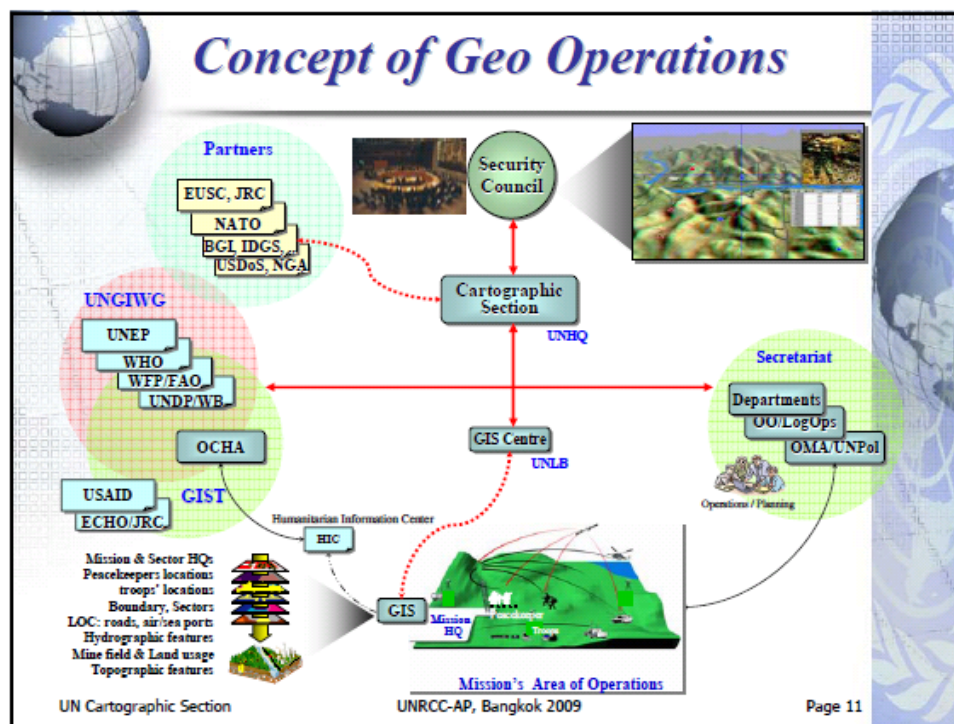 Concept of Geo Operations
Partners
EUSC, JRC
NATO
BGI, IDGS,
USDoS, NGA
Security
Council
Cartographic
Section
UNHQ
UNGIWG
UNEP
WHO
WFP/FAO
UNDP/WB
OCHA
GIST
USAID
ECHO/JRC
Secretariat
Departments
OO/LogOps
OMA/UNPol
Operations / Planning
GIS Centre
UNLB
Humanitarian Information Center
HIC
GIS
Mission & Sector HQs
Peacekeepers locations
troops' locations
Boundary, Sectors
LOC: roads, air/sea ports
Hydrographic features
Mine field & Land usage
Topographic features
Mission
HQ
Peacekeeper
Troops
Mission's Area of Operations
UN Cartographic Section
UNRCC-AP, Bangkok 2009
Page 11